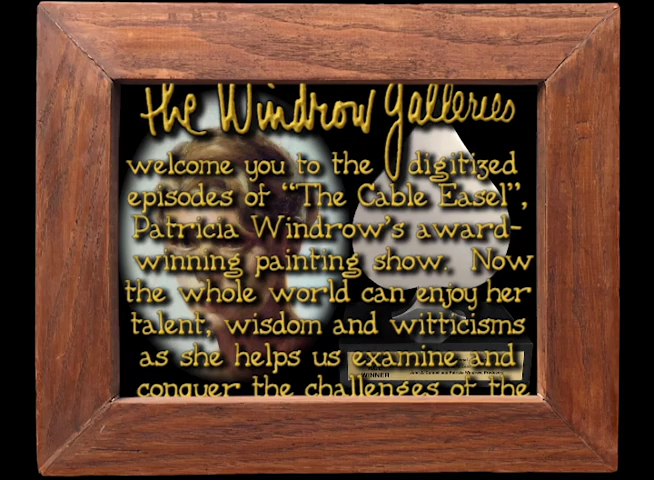 the Windrow Galleries
welcome you to the digitized
episodes of “The Cable Easel”,
Patricia Windrow’s award-
winning painting show. Now
the whole world can enjoy her
talent, wisdom and witticisms
as she helps us examine and
conquer the challenges of the
WINNER